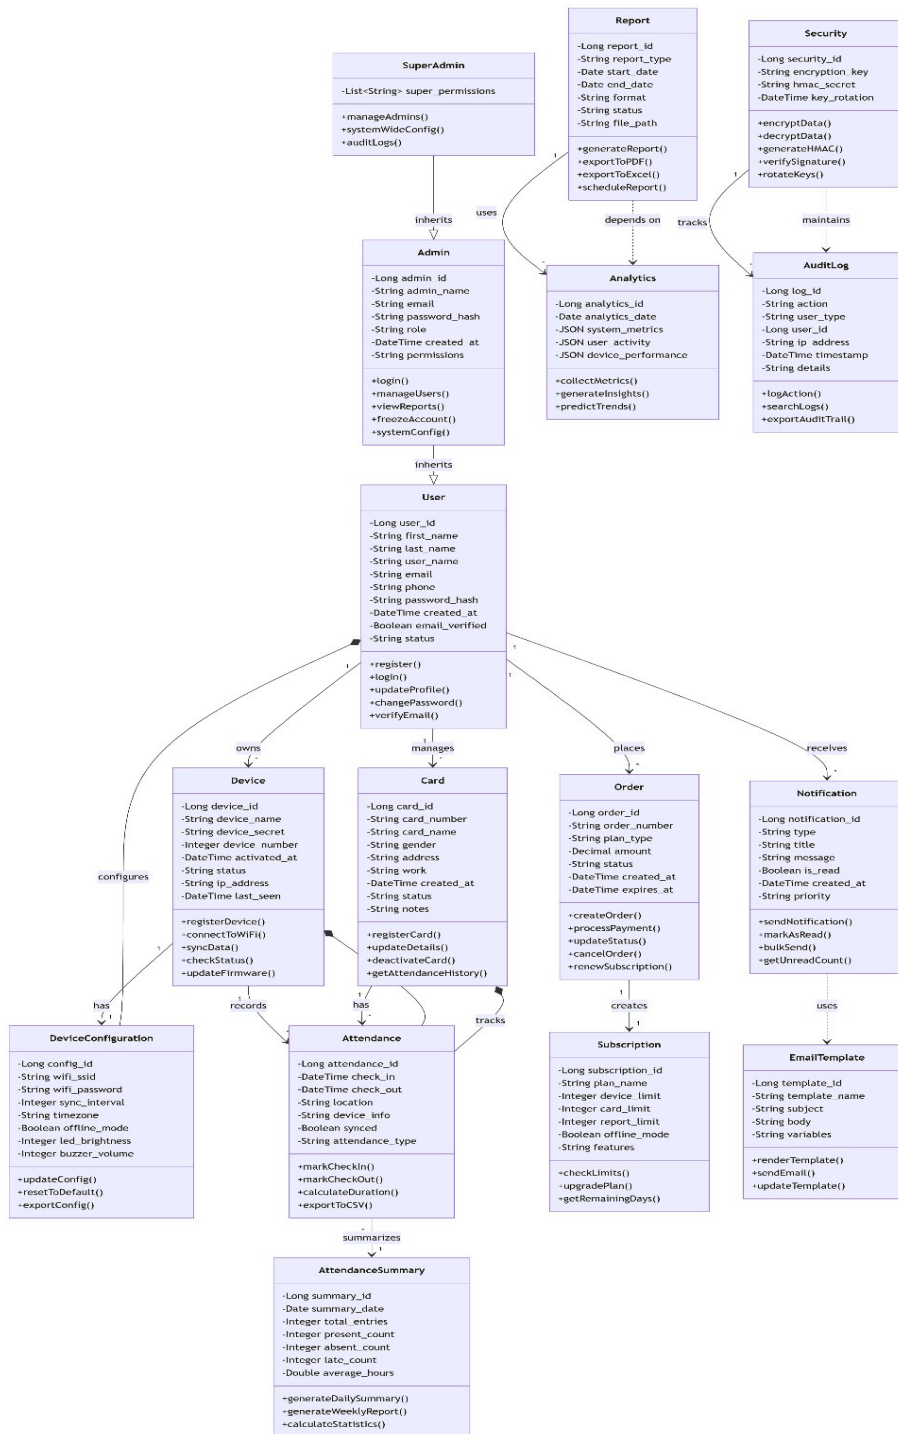 Report
-Long report_id
-String report_type
-Date start_date
-Date end_date
-String format
-String status
-String file_path
+generateReport()
+exportToPDF()
+exportToExcel()
+scheduleReport()
Security
-Long security_id
-String encryption_key
-String hmac_secret
-DateTime key_rotation
+encryptData()
+decryptData()
+generateHMAC()
+verifySignature()
+rotateKeys()
SuperAdmin
-List<String> super_permissions
+manageAdmins()
+systemWideConfig()
+auditLogs()
1
1
inherits
uses
depends on
tracks
maintains
*
*
Admin
-Long admin_id
-String admin_name
-String email
-String password_hash
-String role
-DateTime created_at
-String permissions
+login()
+manageUsers()
+viewReports()
+freezeAccount()
+systemConfig()
Analytics
-Long analytics_id
-Date analytics_date
-JSON system_metrics
-JSON user_activity
-JSON device_performance
+collectMetrics()
+generateInsights()
+predictTrends()
AuditLog
-Long log_id
-String action
-String user_type
-Long user_id
-String ip_address
-DateTime timestamp
-String details
+logAction()
+searchLogs()
+exportAuditTrail()
inherits
User
-Long user_id
-String first_name
-String last_name
-String user_name
-String email
-String phone
-String password_hash
-DateTime created_at
-Boolean email_verified
-String status
+register()
+login()
+updateProfile()
+changePassword()
+verifyEmail()
1
1
1
1
owns
manages
places
receives
*
*
*
*
Device
-Long device_id
-String device_name
-String device_secret
-Integer device_number
-DateTime activated_at
-String status
-String ip_address
-DateTime last_seen
+registerDevice()
+connectToWiFi()
+syncData()
+checkStatus()
+updateFirmware()
Card
-Long card_id
-String card_number
-String card_name
-String gender
-String address
-String work
-DateTime created_at
-String status
-String notes
+registerCard()
+updateDetails()
+deactivateCard()
+getAttendanceHistory()
Order
-Long order_id
-String order_number
-String plan_type
-Decimal amount
-String status
-DateTime created_at
-DateTime expires_at
+createOrder()
+processPayment()
+updateStatus()
+cancelOrder()
+renewSubscription()
Notification
-Long notification_id
-String type
-String title
-String message
-Boolean is_read
-DateTime created_at
-String priority
+sendNotification()
+markAsRead()
+bulkSend()
+getUnreadCount()
configures
1
1
1
1
has
records
has
tracks
creates
uses
1
*
*
1
DeviceConfiguration
-Long config_id
-String wifi_ssid
-String wifi_password
-Integer sync_interval
-String timezone
-Boolean offline_mode
-Integer led_brightness
-Integer buzzer_volume
+updateConfig()
+resetToDefault()
+exportConfig()
Attendance
-Long attendance_id
-DateTime check_in
-DateTime check_out
-String location
-String device_info
-Boolean synced
-String attendance_type
+markCheckIn()
+markCheckOut()
+calculateDuration()
+exportToCSV()
Subscription
-Long subscription_id
-String plan_name
-Integer device_limit
-Integer card_limit
-Integer report_limit
-Boolean offline_mode
-String features
+checkLimits()
+upgradePlan()
+getRemainingDays()
EmailTemplate
-Long template_id
-String template_name
-String subject
-String body
-String variables
+renderTemplate()
+sendEmail()
+updateTemplate()
*
summarizes
1
AttendanceSummary
-Long summary_id
-Date summary_date
-Integer total_entries
-Integer present_count
-Integer absent_count
-Integer late_count
-Double average_hours
+generateDailySummary()
+generateWeeklyReport()
+calculateStatistics()